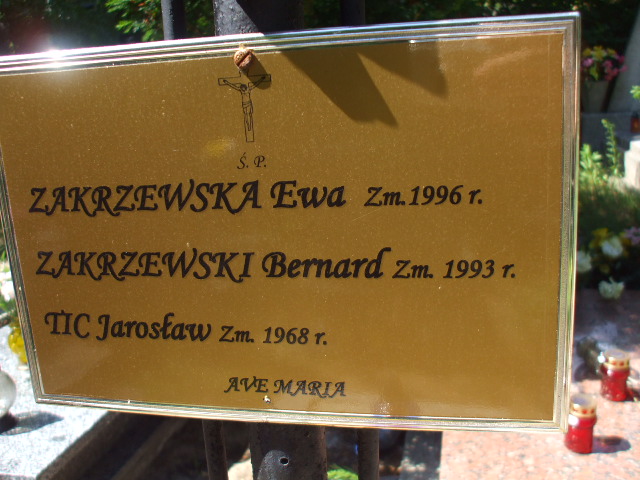 Ś. P.
ZAKRZEWSKA Ewa Zm. 1996 r.
ZAKRZEWSKI Bernard Zm. 1993 r.
TIC Jarosław Zm. 1968 r.
AVE MARIA